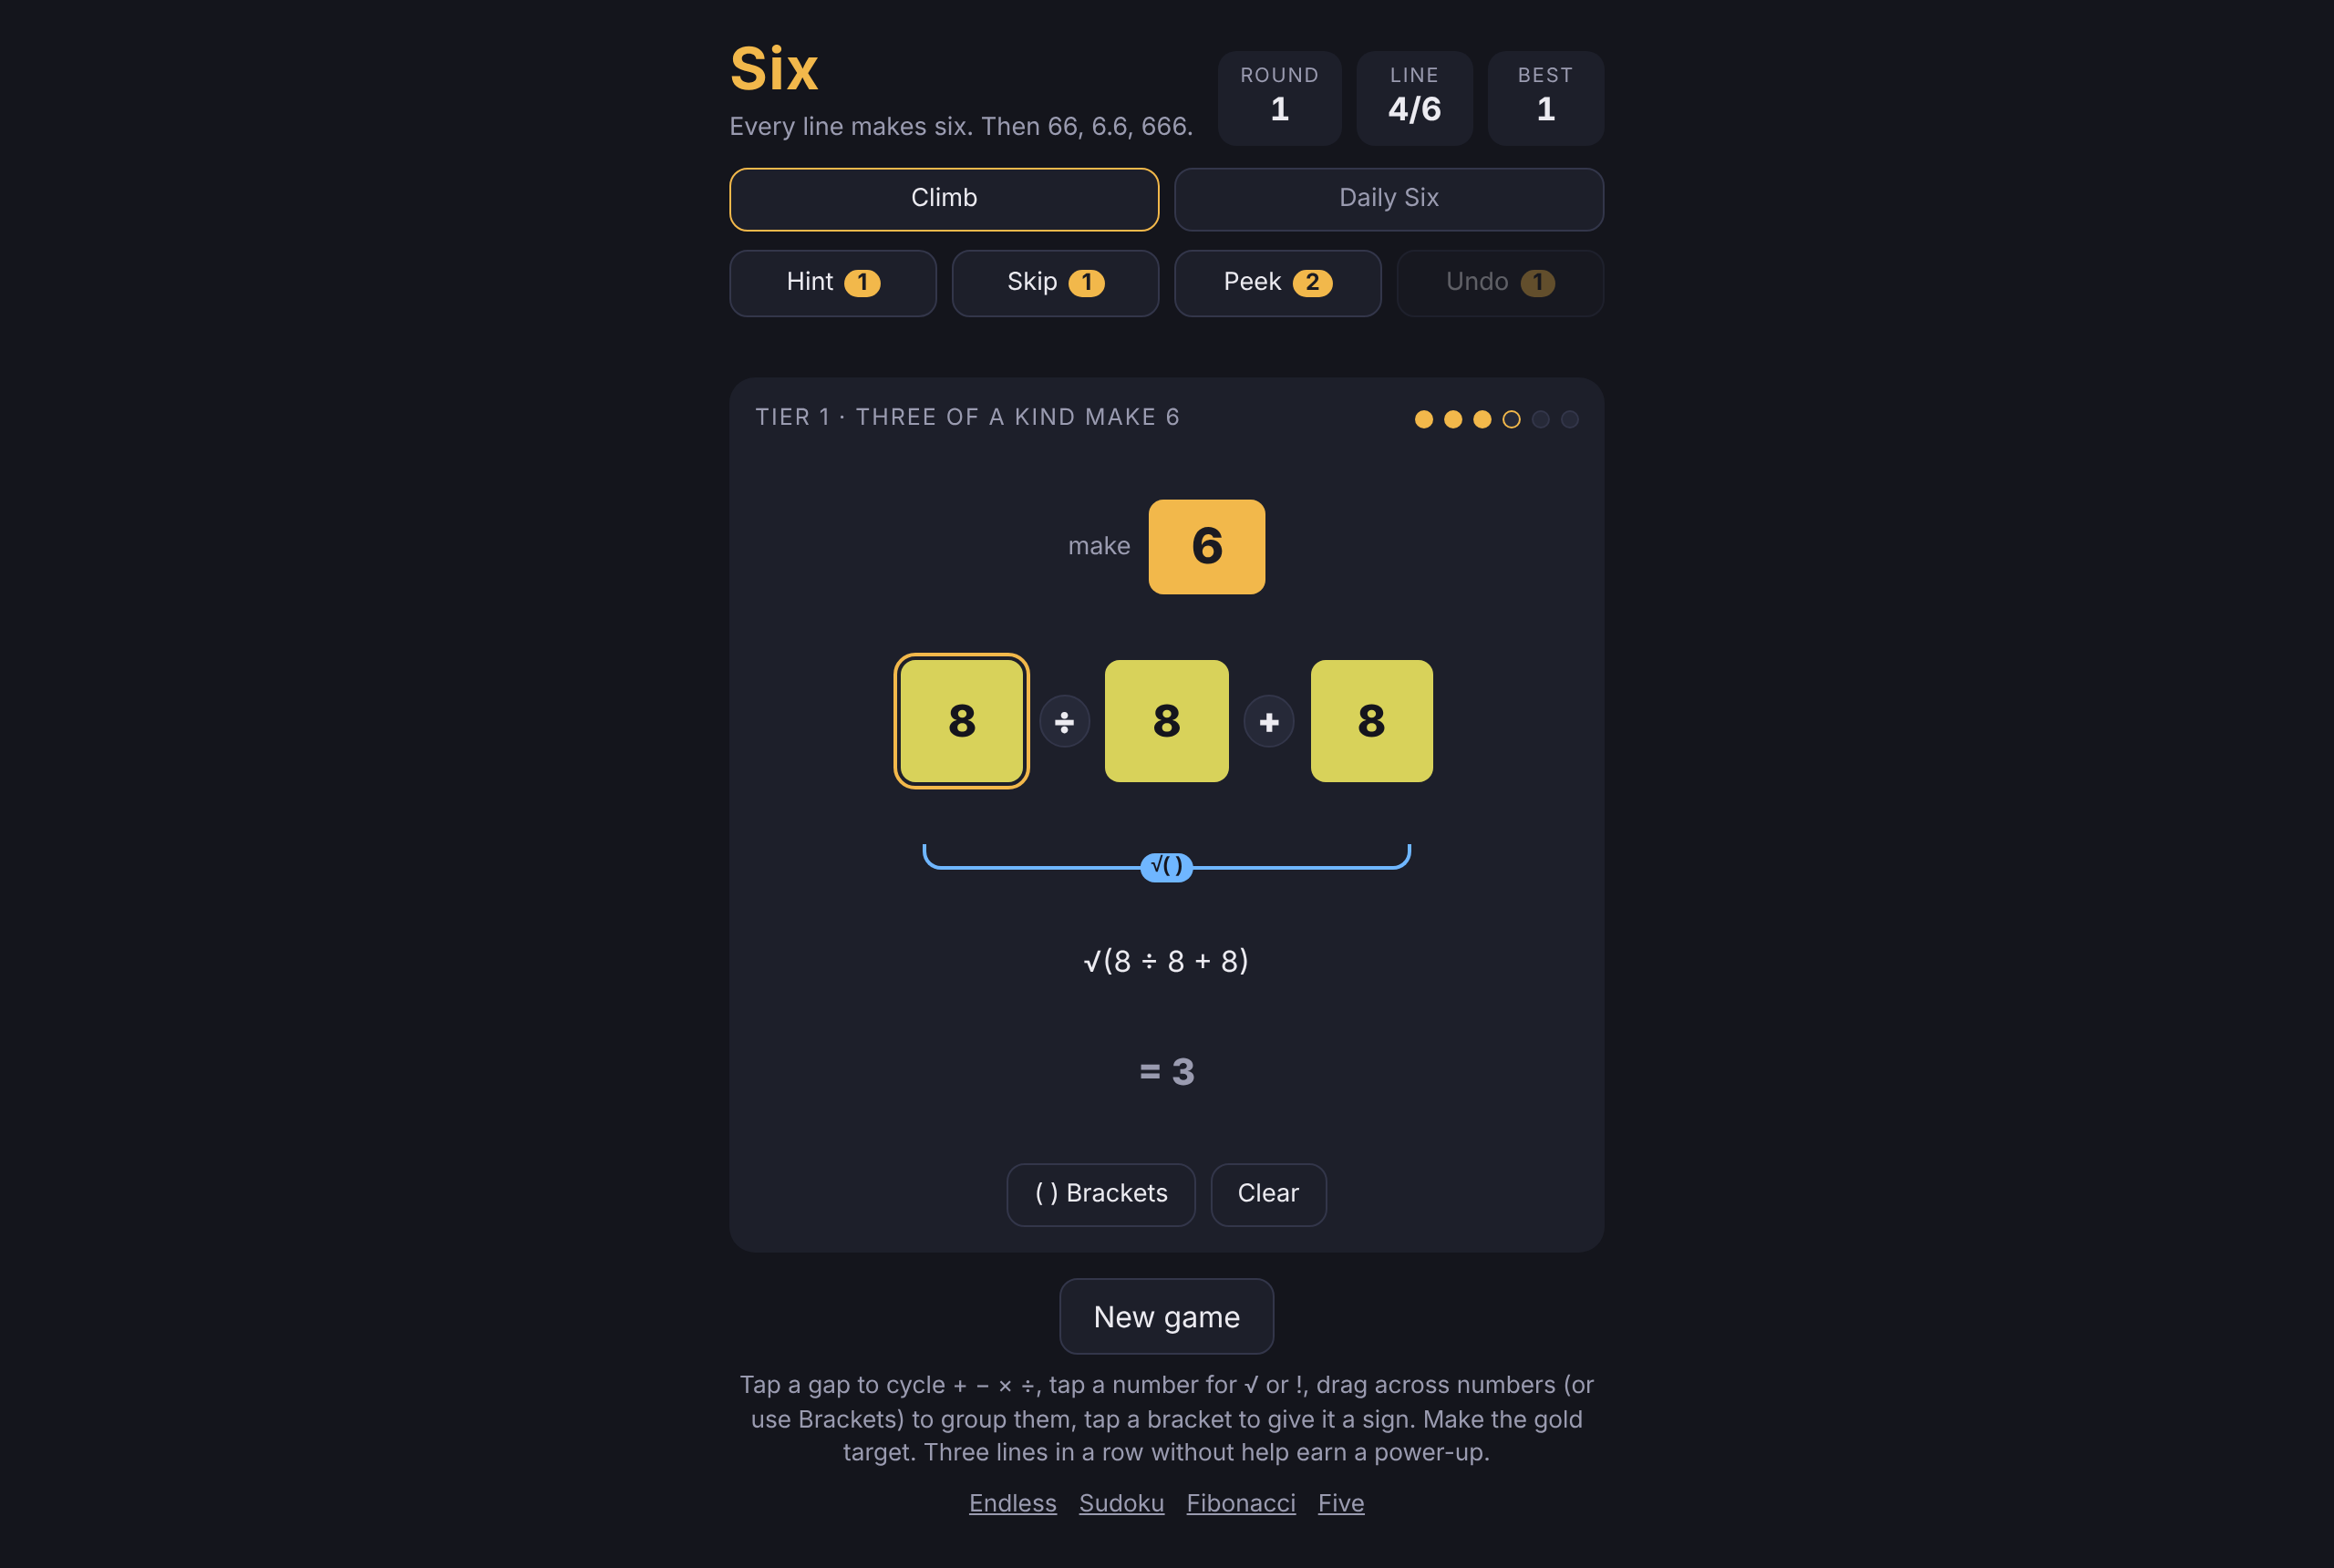 Six
Every line makes six. Then 66, 6.6, 666.
ROUND
1
LINE
4/6
BEST
1
Climb
Daily Six
Hint 1
Skip 1
Peek 2
Undo 1
TIER 1 · THREE OF A KIND MAKE 6
make 6
8 ÷ 8 + 8
√( )
√(8 ÷ 8 + 8)
= 3
( ) Brackets
Clear
New game
Tap a gap to cycle + − × ÷, tap a number for √ or !, drag across numbers (or
use Brackets) to group them, tap a bracket to give it a sign. Make the gold
target. Three lines in a row without help earn a power-up.
Endless Sudoku Fibonacci Five